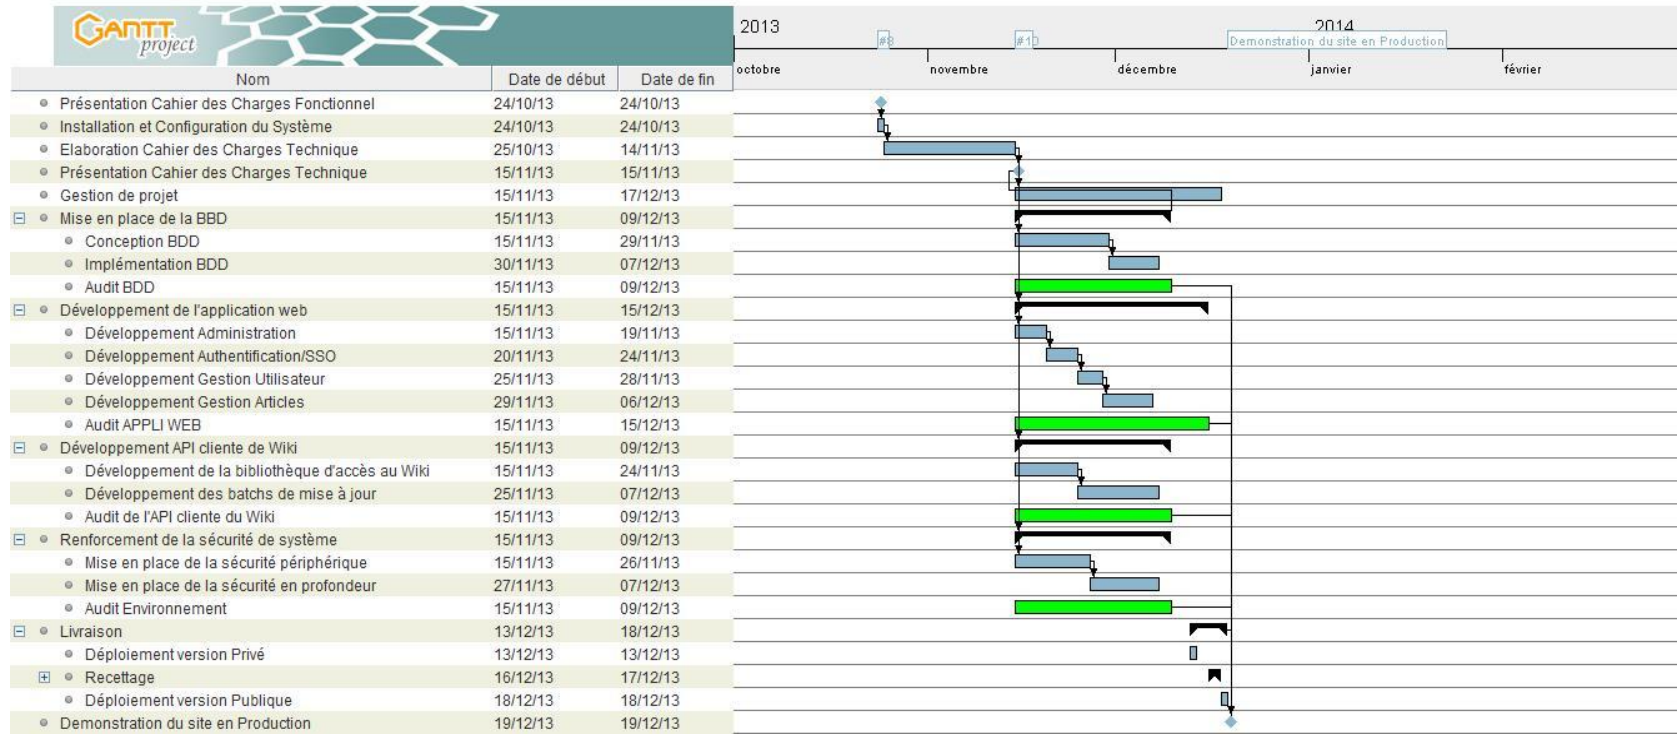 GANTT
project
2013
2014
#8
#10
Demonstration du site en Production
octobre novembre décembre janvier février
Nom Date de début Date de fin
Présentation Cahier des Charges Fonctionnel 24/10/13 24/10/13
Installation et Configuration du Système 24/10/13 24/10/13
Elaboration Cahier des Charges Technique 25/10/13 14/11/13
Présentation Cahier des Charges Technique 15/11/13 15/11/13
Gestion de projet 15/11/13 17/12/13
Mise en place de la BBD 15/11/13 09/12/13
Conception BDD 15/11/13 29/11/13
Implémentation BDD 30/11/13 07/12/13
Audit BDD 15/11/13 09/12/13
Développement de l'application web 15/11/13 15/12/13
Développement Administration 15/11/13 19/11/13
Développement Authentification/SSO 20/11/13 24/11/13
Développement Gestion Utilisateur 25/11/13 28/11/13
Développement Gestion Articles 29/11/13 06/12/13
Audit APPLI WEB 15/11/13 15/12/13
Développement API cliente de Wiki 15/11/13 09/12/13
Développement de la bibliothèque d'accès au Wiki 15/11/13 24/11/13
Développement des batchs de mise à jour 25/11/13 07/12/13
Audit de l'API cliente du Wiki 15/11/13 09/12/13
Renforcement de la sécurité de système 15/11/13 09/12/13
Mise en place de la sécurité périphérique 15/11/13 26/11/13
Mise en place de la sécurité en profondeur 27/11/13 07/12/13
Audit Environnement 15/11/13 09/12/13
Livraison 13/12/13 18/12/13
Déploiement version Privé 13/12/13 13/12/13
Recettage 16/12/13 17/12/13
Déploiement version Publique 18/12/13 18/12/13
Demonstration du site en Production 19/12/13 19/12/13